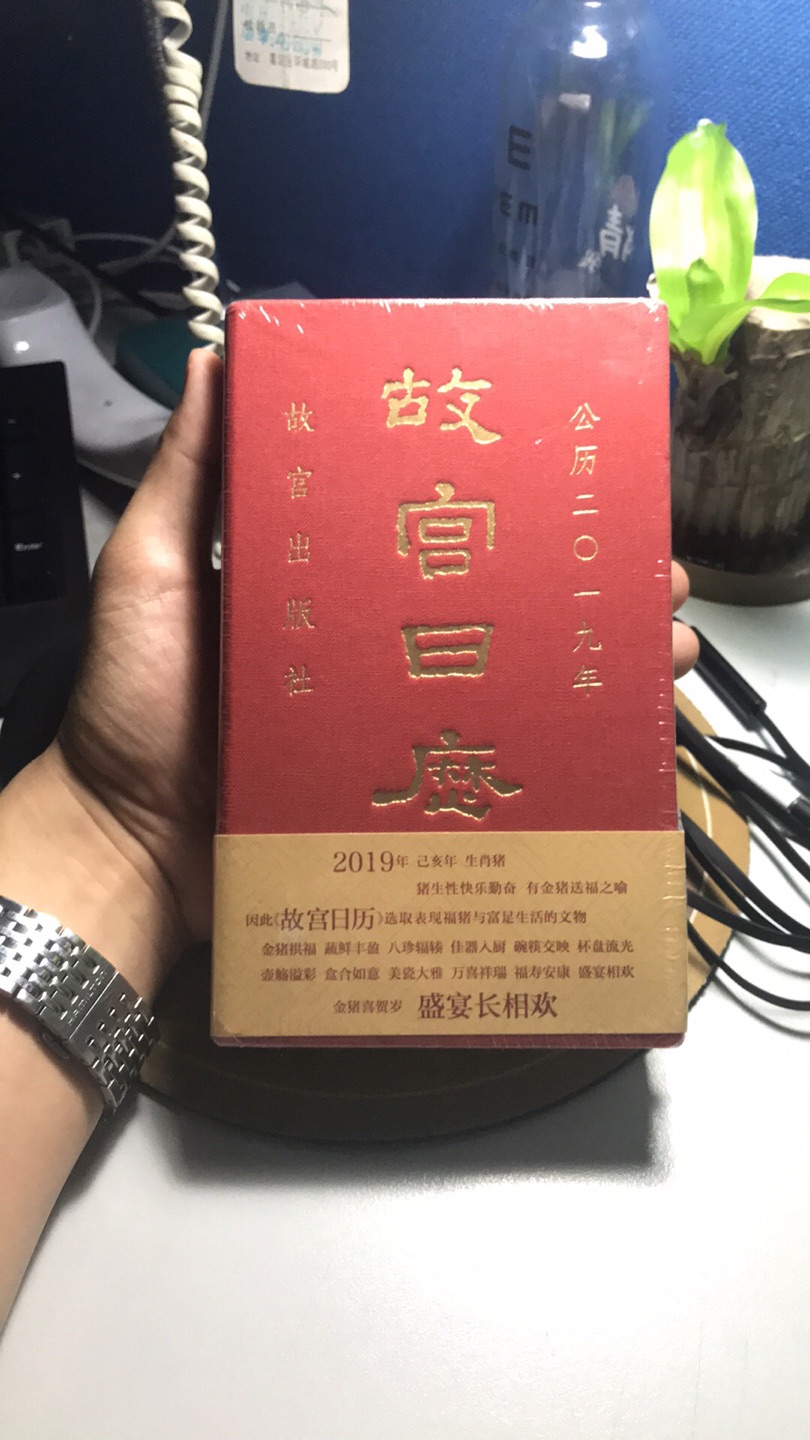 故宫日歷
公历二〇一九年
故宫出版社
2019年 己亥年 生肖猪
猪生性快乐勤奋 有金猪送福之喻
因此《故宫日历》选取表现福猪与富足生活的文物
金猪拱福 蔬鲜丰盈 八珍辐辏 佳器入厨 碗筷交映 杯盘流光
壶觞溢彩 盒合如意 美瓷大雅 万喜祥瑞 福寿安康 盛宴相欢
金猪喜贺岁 盛宴长相欢
Enter